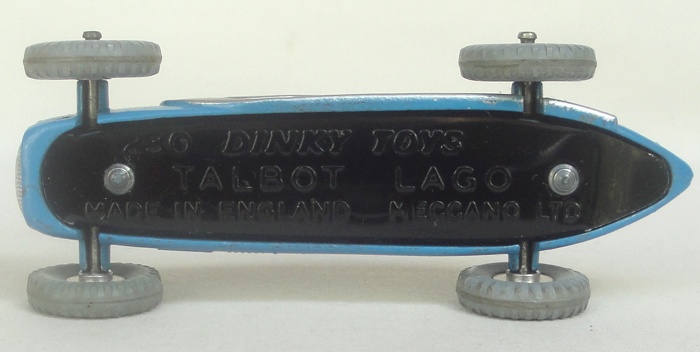 DINKY TOYS
TALBOT LAGO
MADE IN ENGLAND MECCANO LTD